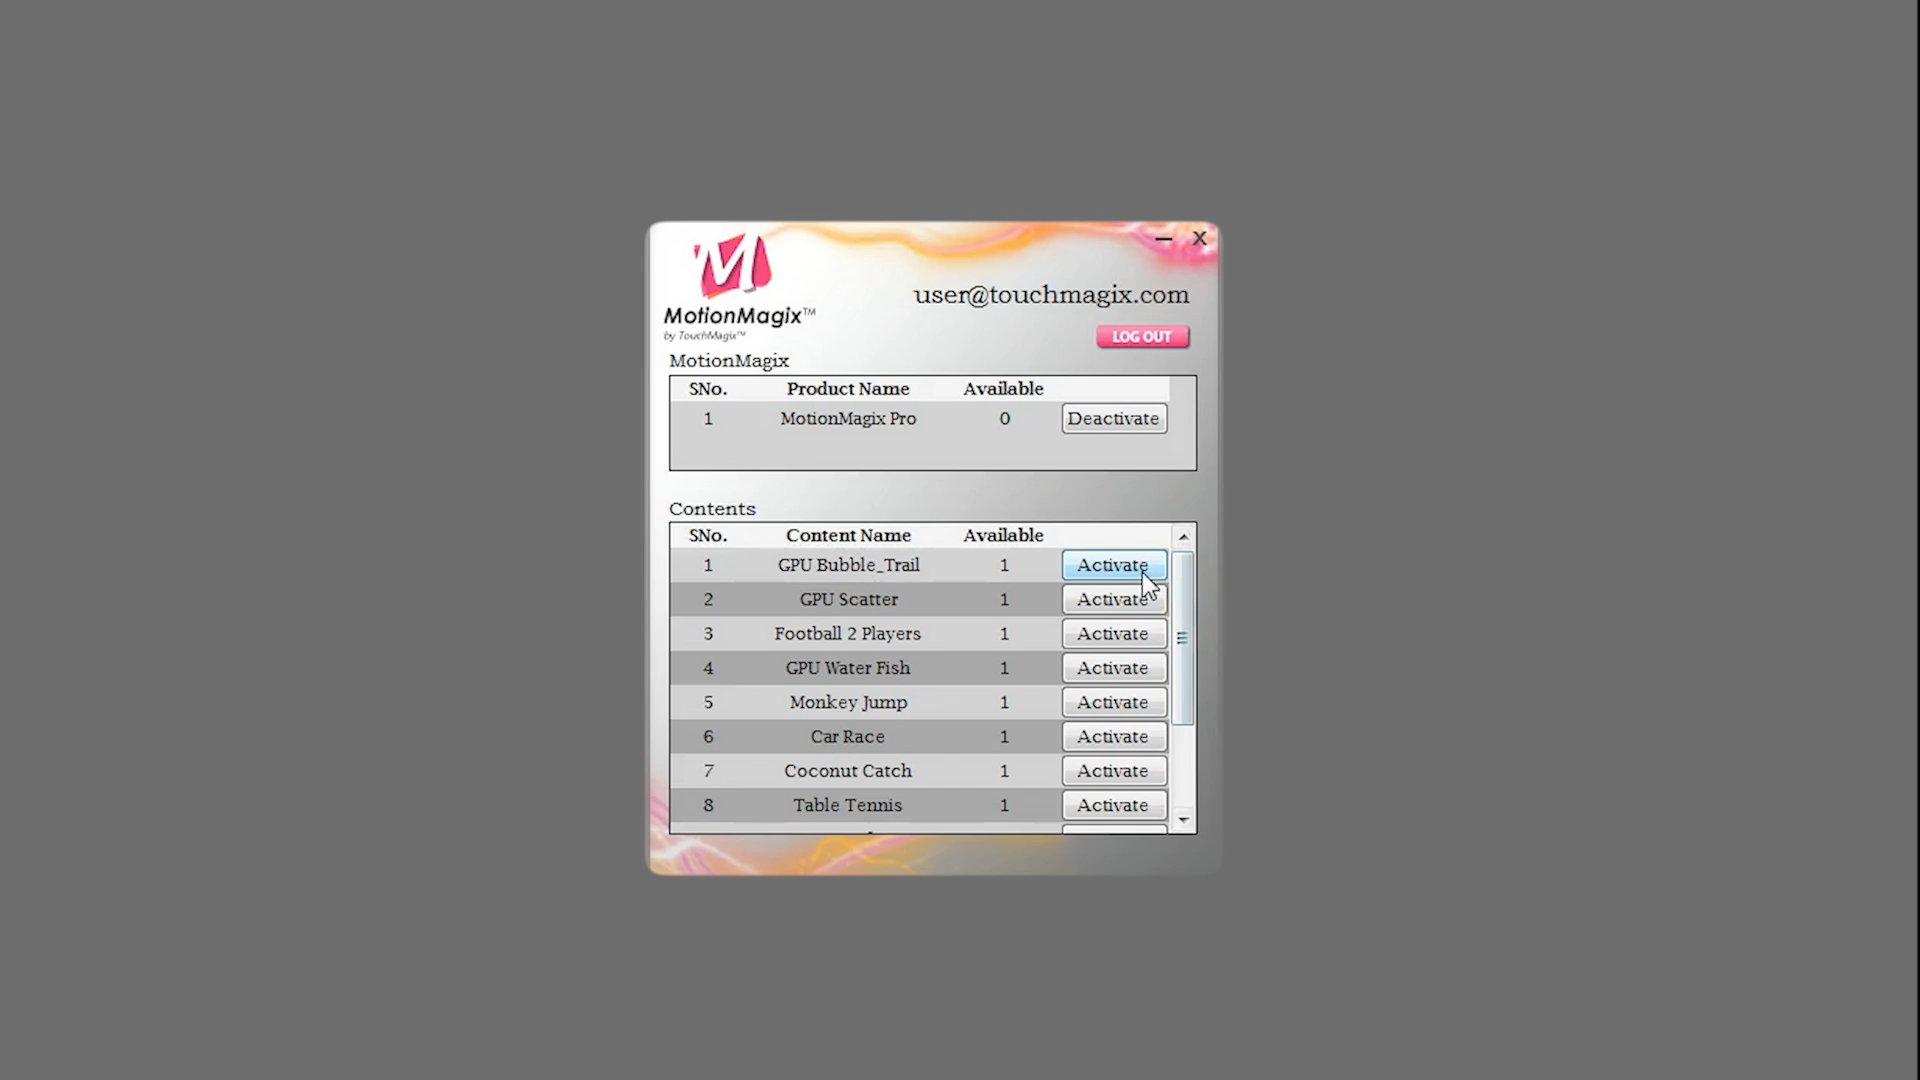 M
MotionMagix™
by TouchMagix™
— X
user@touchmagix.com
LOG OUT
MotionMagix
SNo. Product Name Available
1 MotionMagix Pro 0 Deactivate
Contents
SNo. Content Name Available
1 GPU Bubble_Trail 1 Activate
2 GPU Scatter 1 Activate
3 Football 2 Players 1 Activate
4 GPU Water Fish 1 Activate
5 Monkey Jump 1 Activate
6 Car Race 1 Activate
7 Coconut Catch 1 Activate
8 Table Tennis 1 Activate